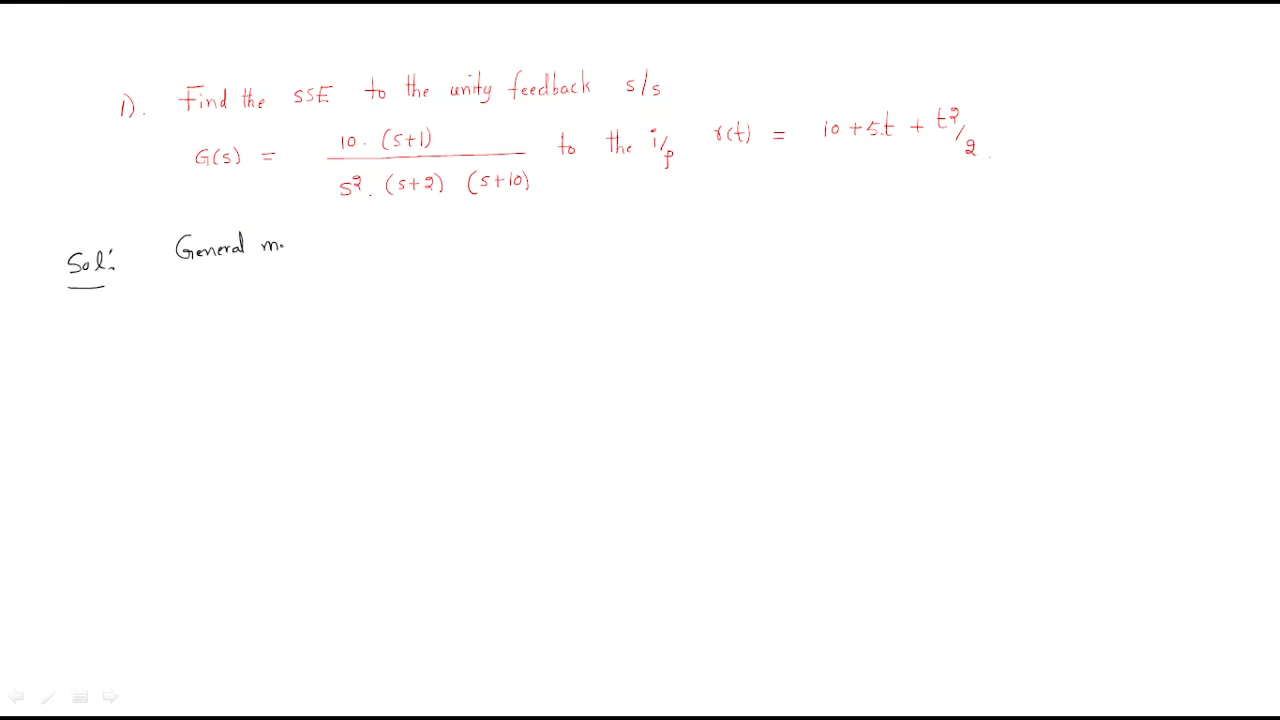 1). Find the SSE to the unity feedback s/s
G(s) = 10. (s+1) / s². (s+2) (s+10) to the i/p r(t) = 10 + 5.t + t²/2.
Sol: General m